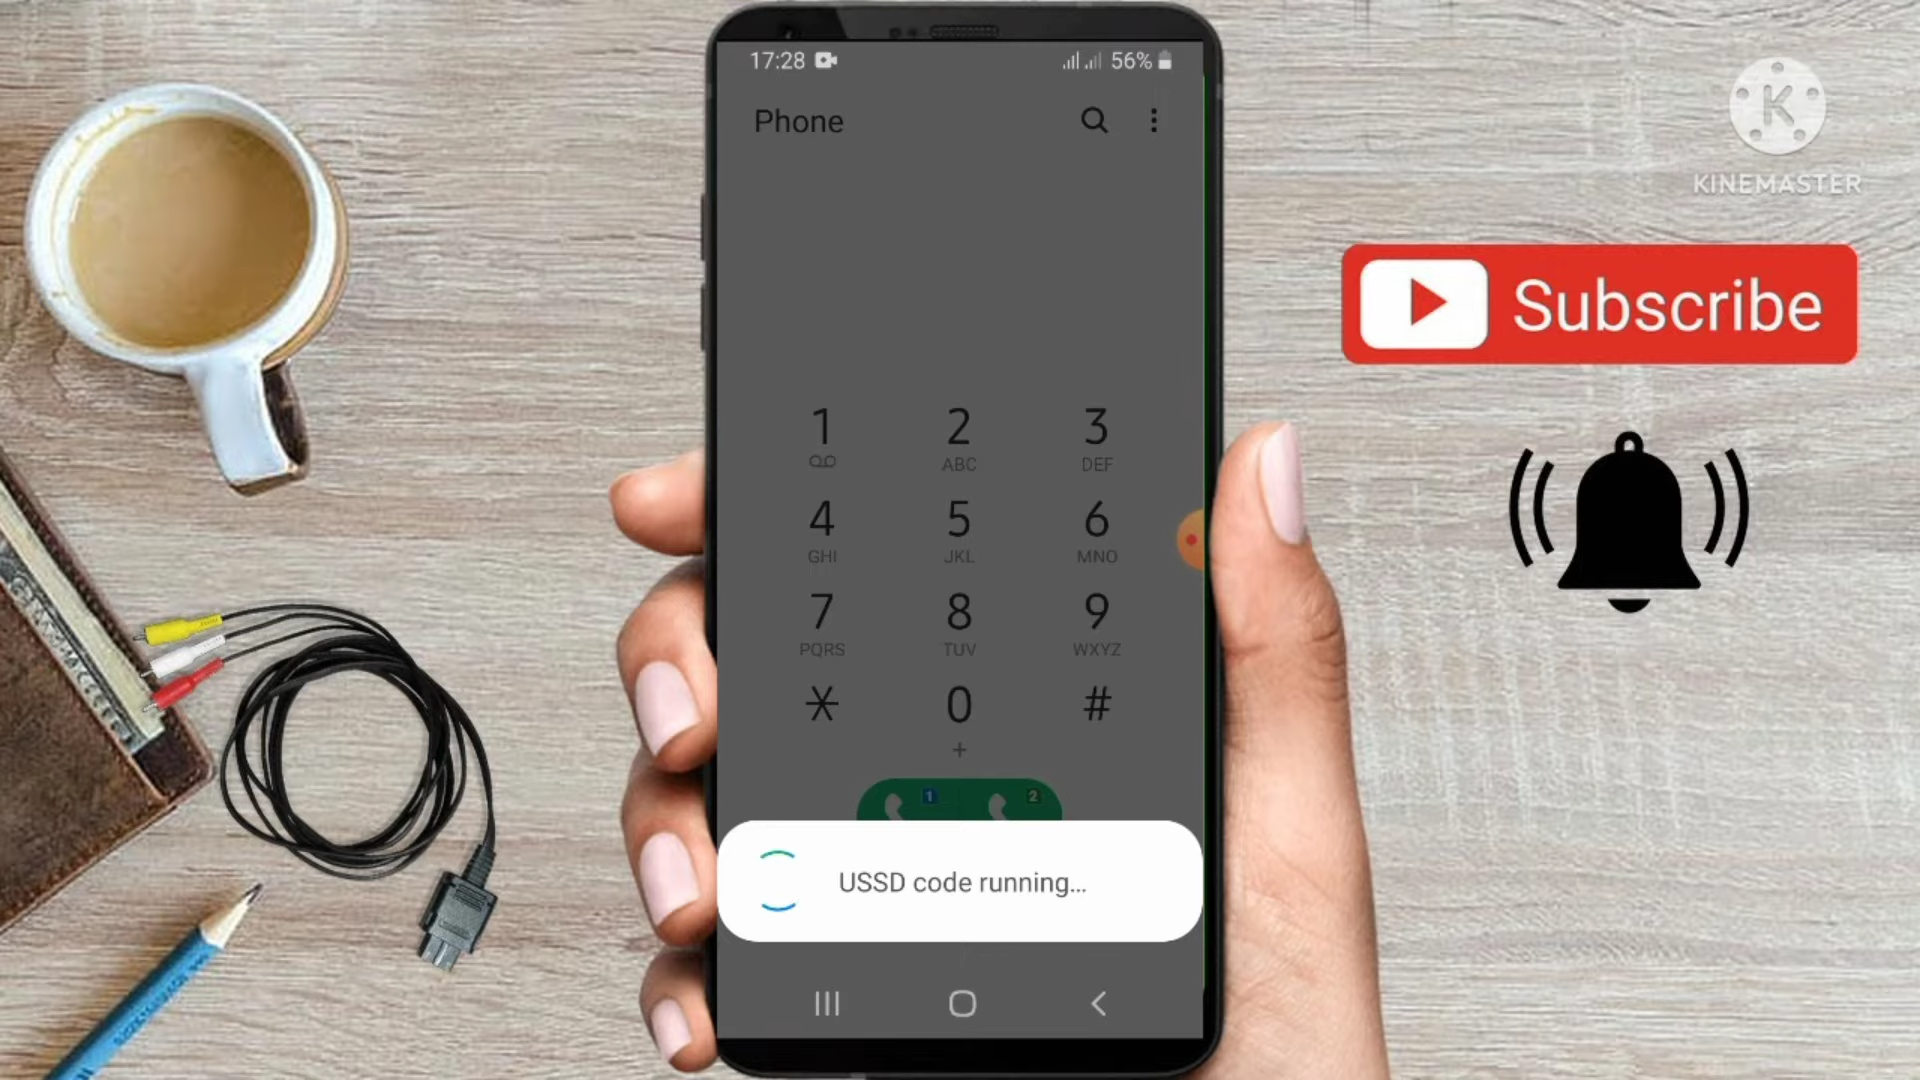 17:28
56%
Phone
1
2
ABC
3
DEF
4
GHI
5
JKL
6
MNO
7
PQRS
8
TUV
9
WXYZ
*
0
+
#
1
2
USSD code running...
K
KINEMASTER
Subscribe